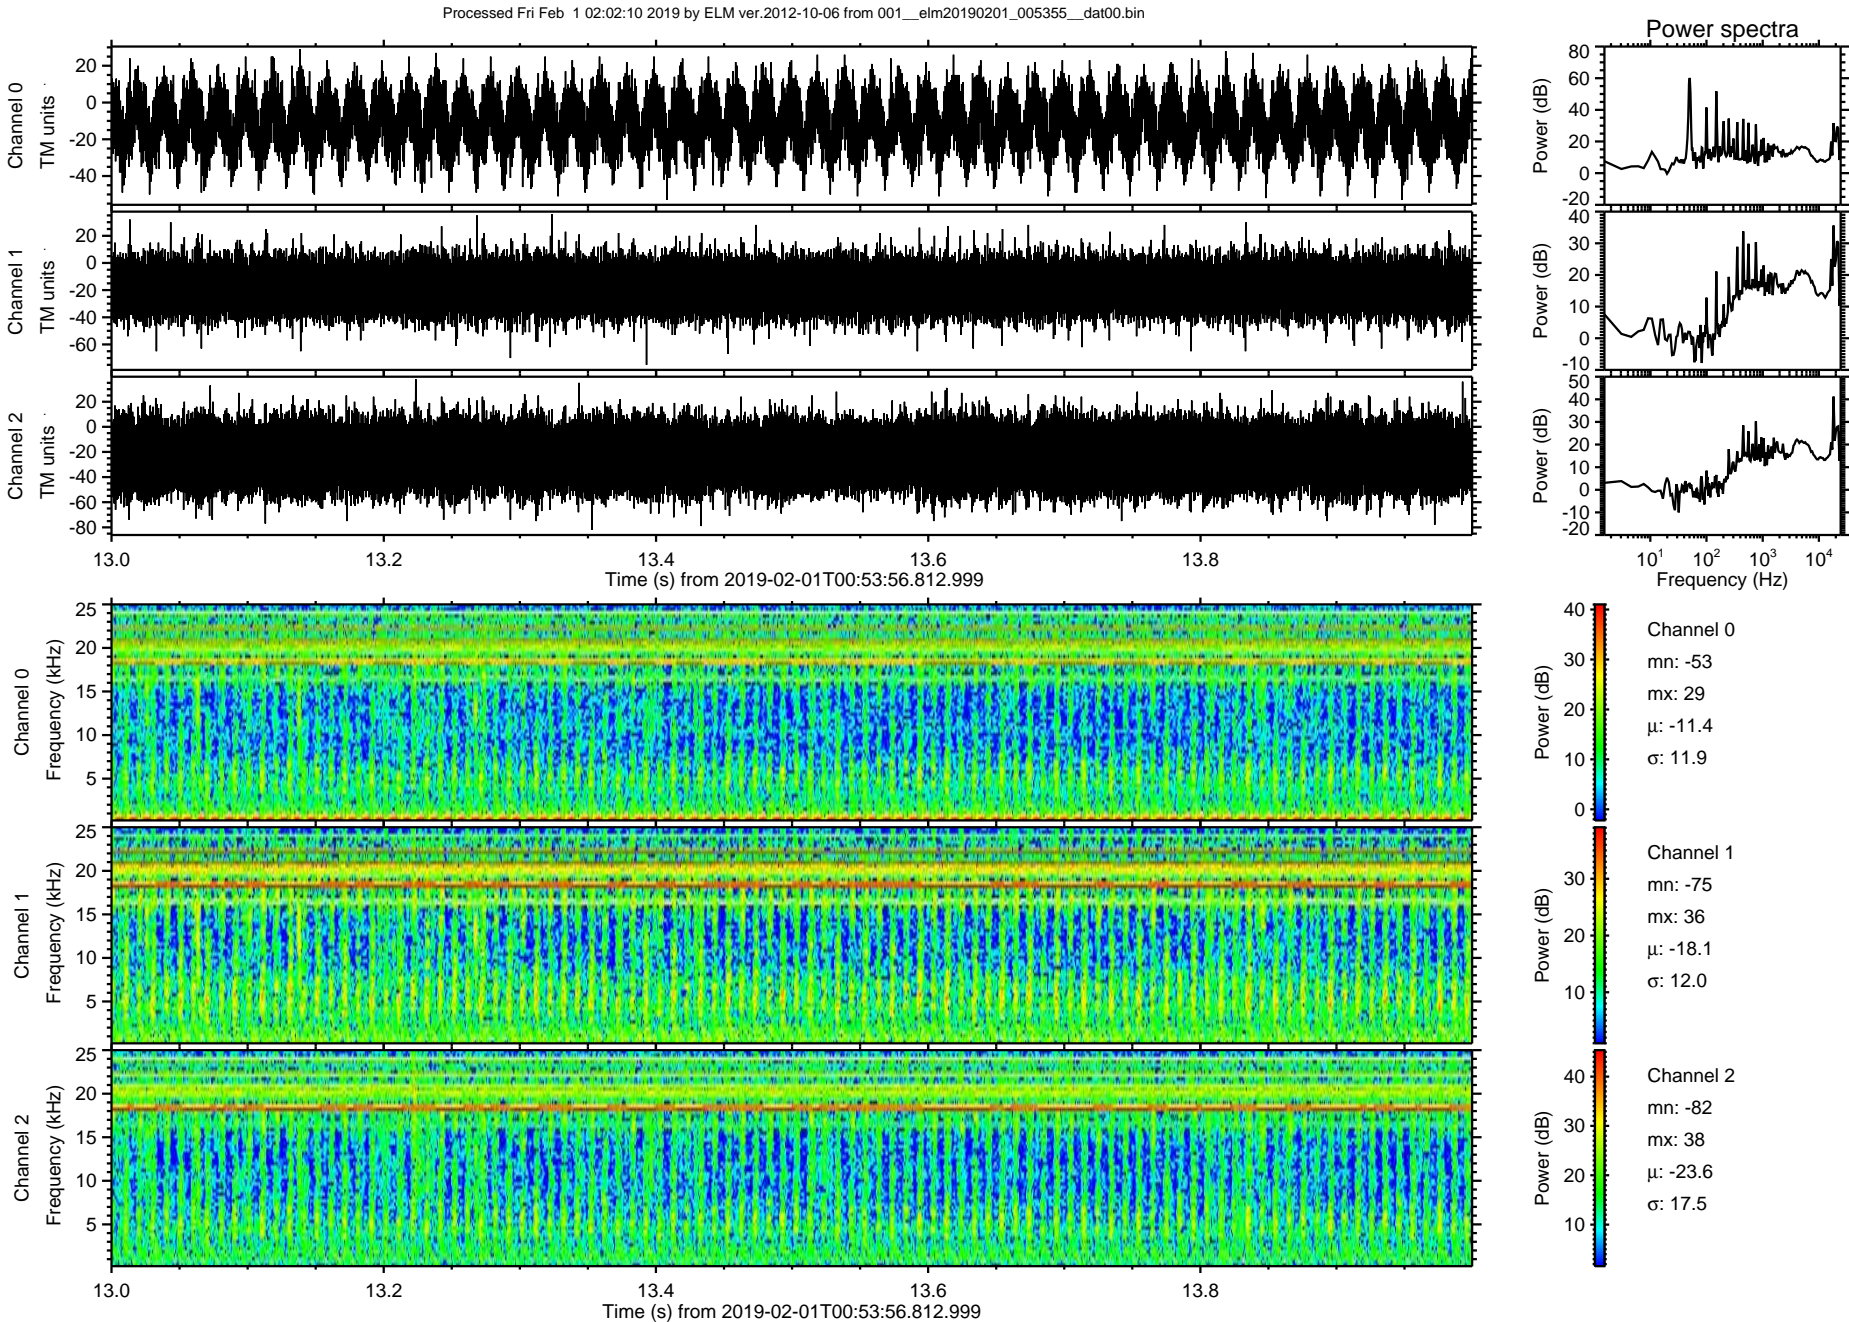 Processed Fri Feb  1 02:02:10 2019 by ELM ver.2012-10-06 from 001__elm20190201_005355__dat00.bin
Power spectra
Channel 0
TM units
20
0
-20
-40
Power (dB)
80
60
40
20
0
-20
Channel 1
TM units
20
0
-20
-40
-60
Power (dB)
40
30
20
10
0
-10
Channel 2
TM units
20
0
-20
-40
-60
-80
Power (dB)
50
40
30
20
10
0
-10
-20
13.0 13.2 13.4 13.6 13.8
Time (s) from 2019-02-01T00:53:56.812.999
10^1 10^2 10^3 10^4
Frequency (Hz)
Channel 0
Frequency (kHz)
25
20
15
10
5
Power (dB)
40
30
20
10
0
Channel 0
mn: -53
mx: 29
μ: -11.4
σ: 11.9
Channel 1
Frequency (kHz)
25
20
15
10
5
Power (dB)
30
20
10
Channel 1
mn: -75
mx: 36
μ: -18.1
σ: 12.0
Channel 2
Frequency (kHz)
25
20
15
10
5
Power (dB)
40
30
20
10
Channel 2
mn: -82
mx: 38
μ: -23.6
σ: 17.5
13.0 13.2 13.4 13.6 13.8
Time (s) from 2019-02-01T00:53:56.812.999